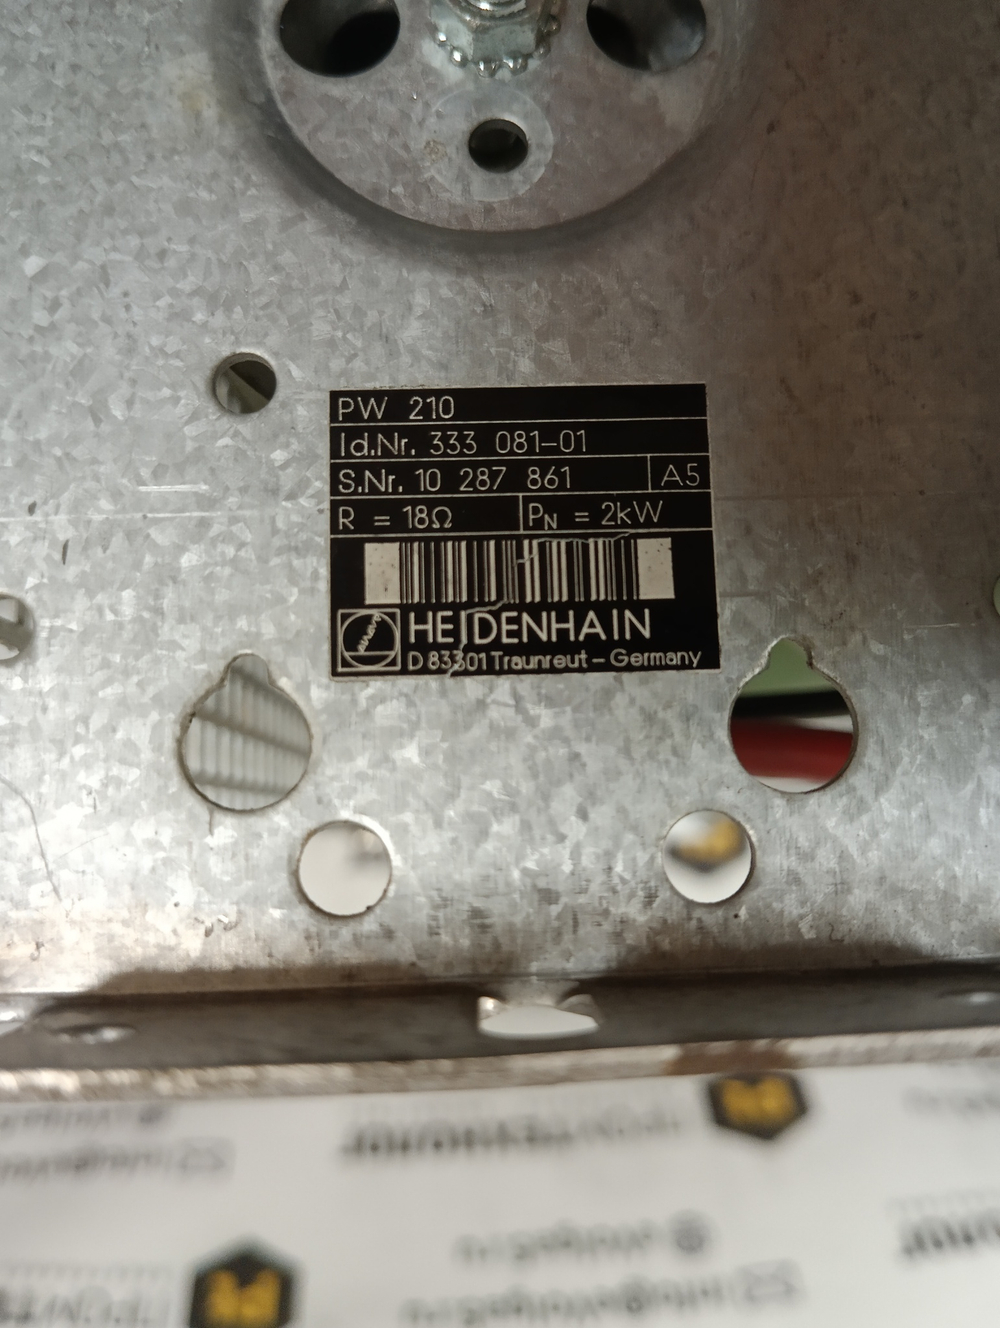 PW 210
Id.Nr. 333 081-01
S.Nr. 10 287 861 A5
R = 18Ω PN = 2kW
HEIDENHAIN
D 83301 Traunreut - Germany